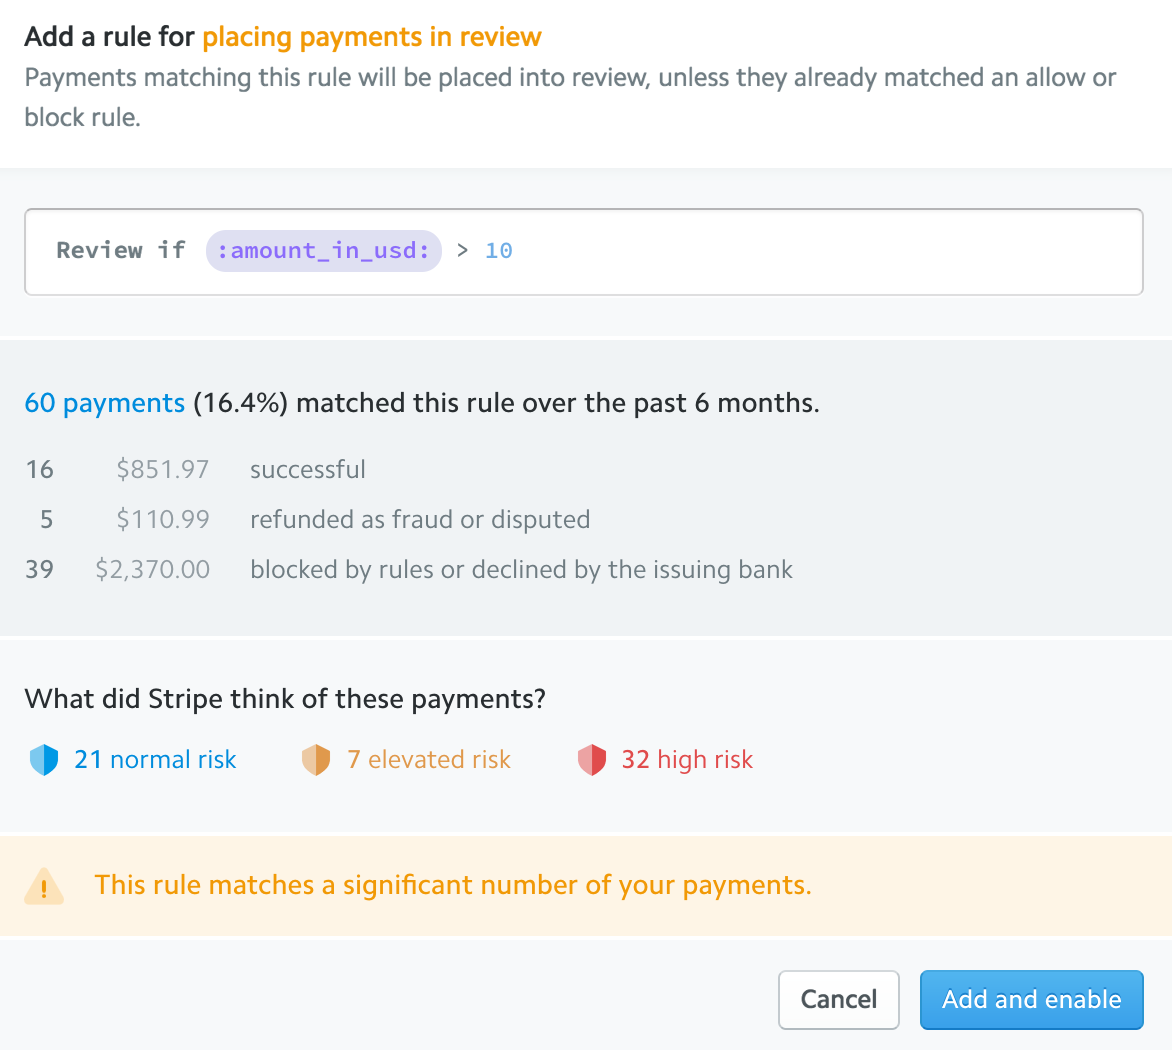 Add a rule for placing payments in review
Payments matching this rule will be placed into review, unless they already matched an allow or
block rule.
Review if :amount_in_usd: > 10
60 payments (16.4%) matched this rule over the past 6 months.
16 $851.97 successful
5 $110.99 refunded as fraud or disputed
39 $2,370.00 blocked by rules or declined by the issuing bank
What did Stripe think of these payments?
21 normal risk 7 elevated risk 32 high risk
This rule matches a significant number of your payments.
Cancel Add and enable